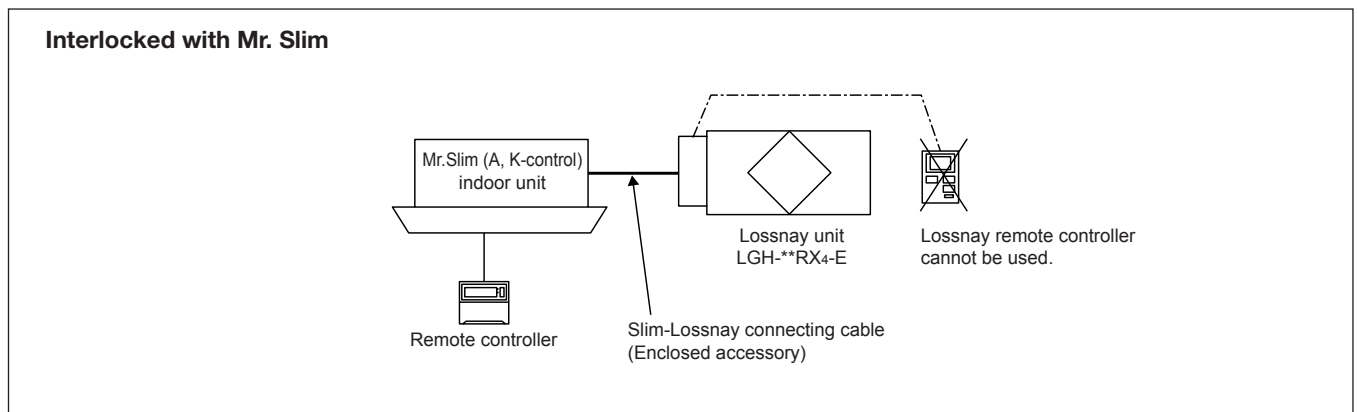 Interlocked with Mr. Slim
Mr.Slim (A, K-control)
indoor unit
Lossnay unit
LGH-**RX4-E
Lossnay remote controller
cannot be used.
Remote controller
Slim-Lossnay connecting cable
(Enclosed accessory)